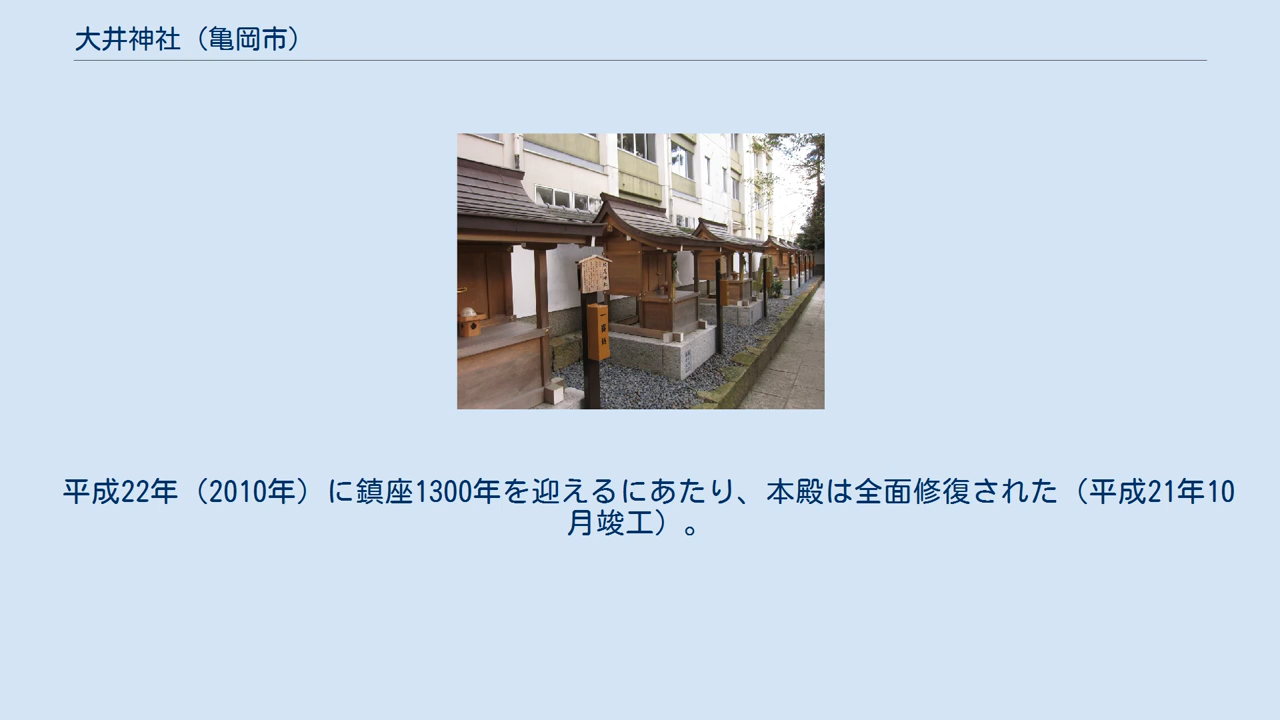 大井神社（亀岡市）
平成22年（2010年）に鎮座1300年を迎えるにあたり、本殿は全面修復された（平成21年10
月竣工）。